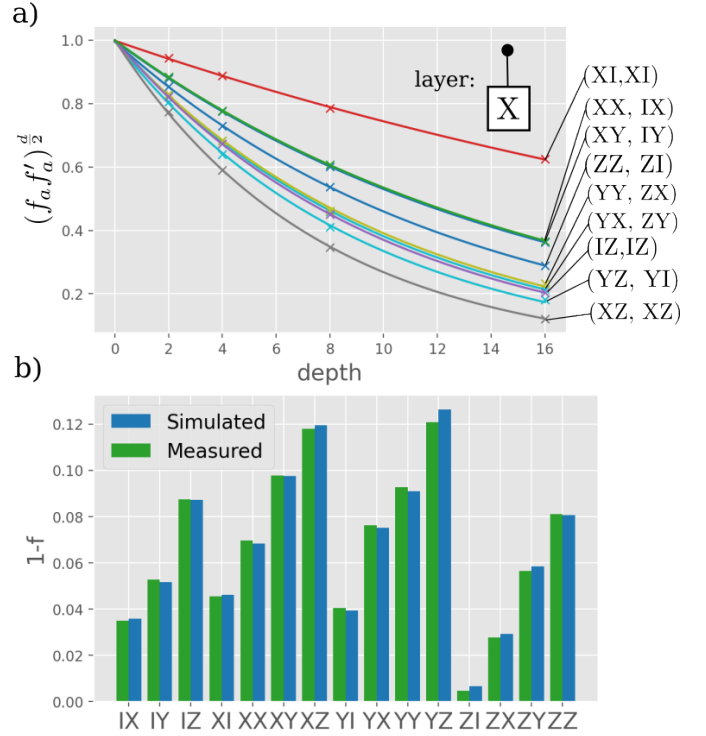 a)
1.0
0.8
0.6
0.4
0.2
(f_a f'_a)^{d/2}
layer:
X
(XI,XI)
(XX, IX)
(XY, IY)
(ZZ, ZI)
(YY, ZX)
(YX, ZY)
(IZ,IZ)
(YZ, YI)
(XZ, XZ)
0 2 4 6 8 10 12 14 16
depth
b)
0.12
0.10
0.08
0.06
0.04
0.02
0.00
1-f
Simulated
Measured
IX IY IZ XI XX XY XZ YI YX YY YZ ZI ZX ZY ZZ